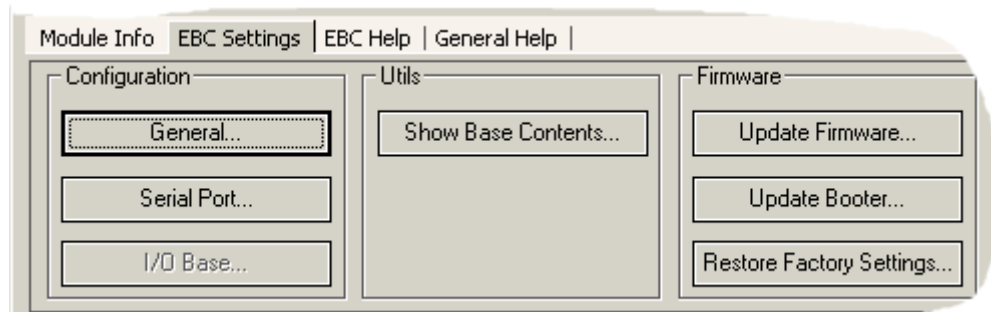 Module Info EBC Settings EBC Help General Help
Configuration Utils Firmware
General... Show Base Contents... Update Firmware...
Serial Port... Update Booter...
I/O Base... Restore Factory Settings...